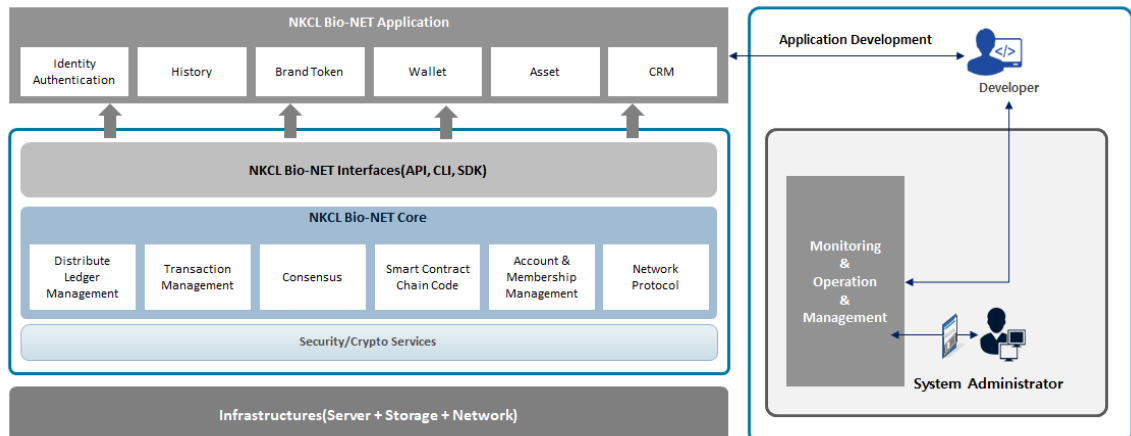 NKCL Bio-NET Application
Identity
Authentication
History
Brand Token
Wallet
Asset
CRM
NKCL Bio-NET Interfaces(API, CLI, SDK)
NKCL Bio-NET Core
Distribute
Ledger
Management
Transaction
Management
Consensus
Smart Contract
Chain Code
Account &
Membership
Management
Network
Protocol
Security/Crypto Services
Infrastructures(Server + Storage + Network)
Application Development
</>
Developer
Monitoring
&
Operation
&
Management
System Administrator